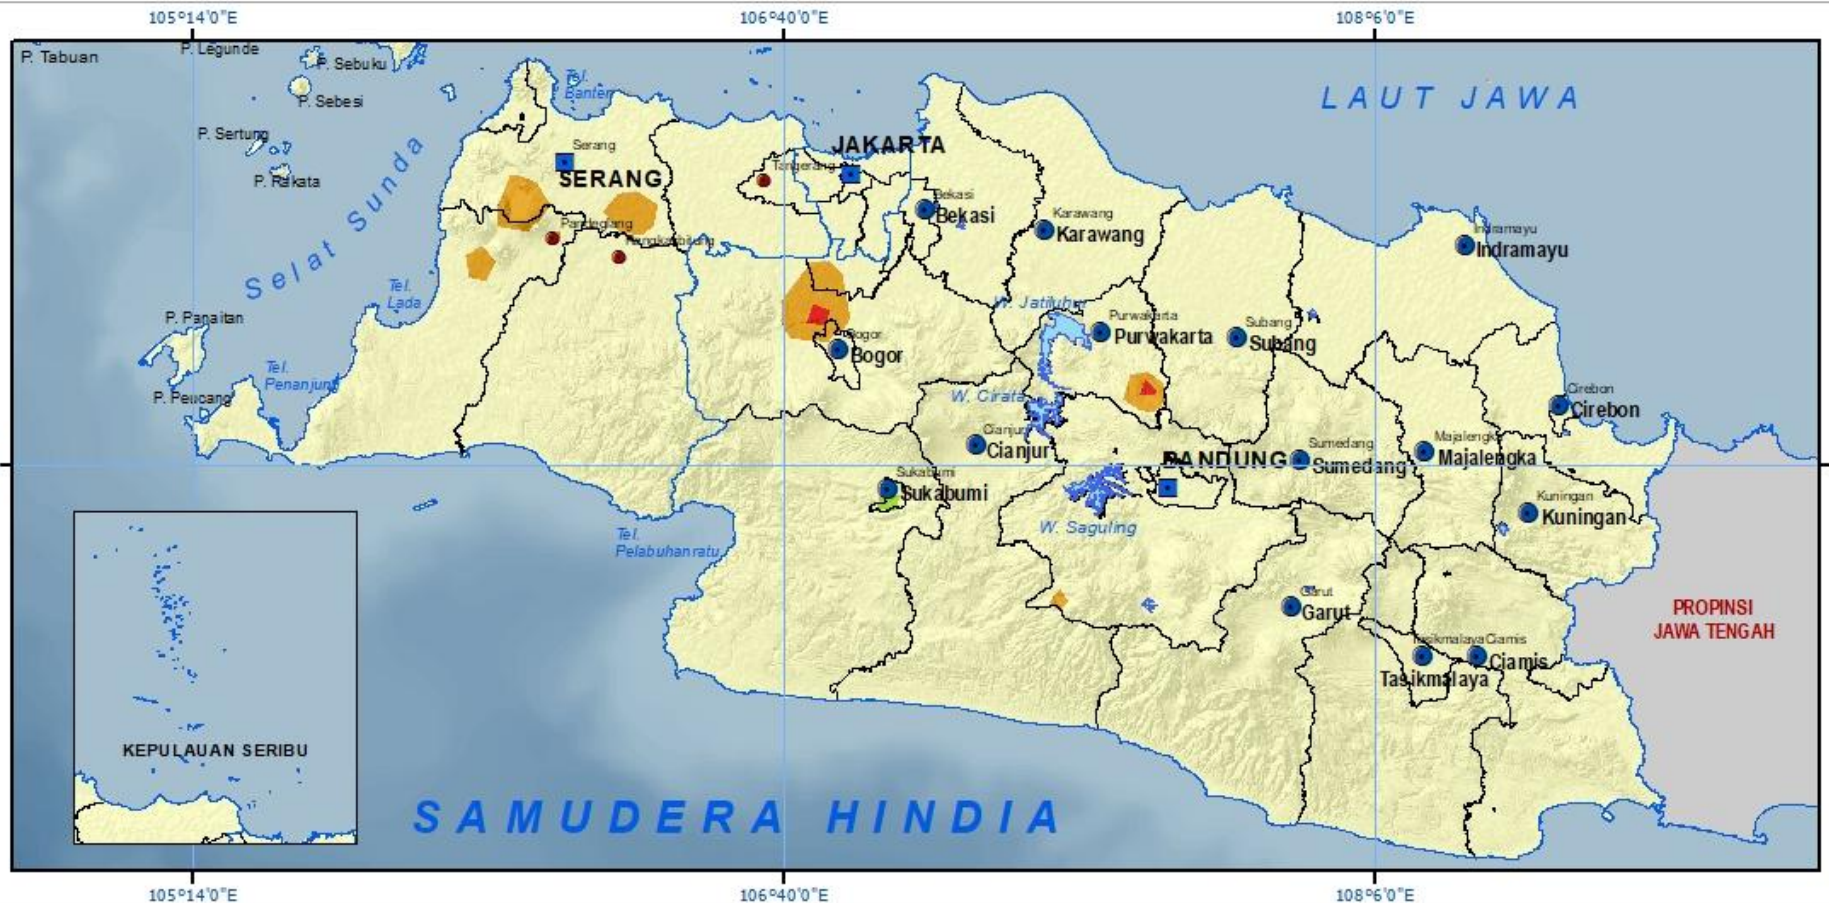 105°14'0"E
106°40'0"E
108°6'0"E
P. Tabuan
P. Legunde
P. Sebuku
P. Sebesi
Tel.
Banten
LAUT JAWA
P. Sertung
P. Rakata
Selat Sunda
Serang
SERANG
JAKARTA
Tangerang
Bekasi
Bekasi
Karawang
Karawang
Indramayu
Indramayu
Pandeglang
Rangkasbitung
Tel.
Lada
W. Jatiluhur
P. Panaitan
Purwakarta
Purwakarta
Subang
Subang
Bogor
Bogor
Tel.
Penanjung
P. Peucang
W. Cirata
Cirebon
Cirebon
Cianjur
Cianjur
BANDUNG
Sumedang
Sumedang
Majalengka
Majalengka
Sukabumi
Sukabumi
Kuningan
Kuningan
W. Saguling
Tel.
Pelabuhanratu
Garut
Garut
PROPINSI
JAWA TENGAH
Tasikmalaya
Ciamis
Ciamis
Tasikmalaya
KEPULAUAN SERIBU
SAMUDERA HINDIA
105°14'0"E
106°40'0"E
108°6'0"E